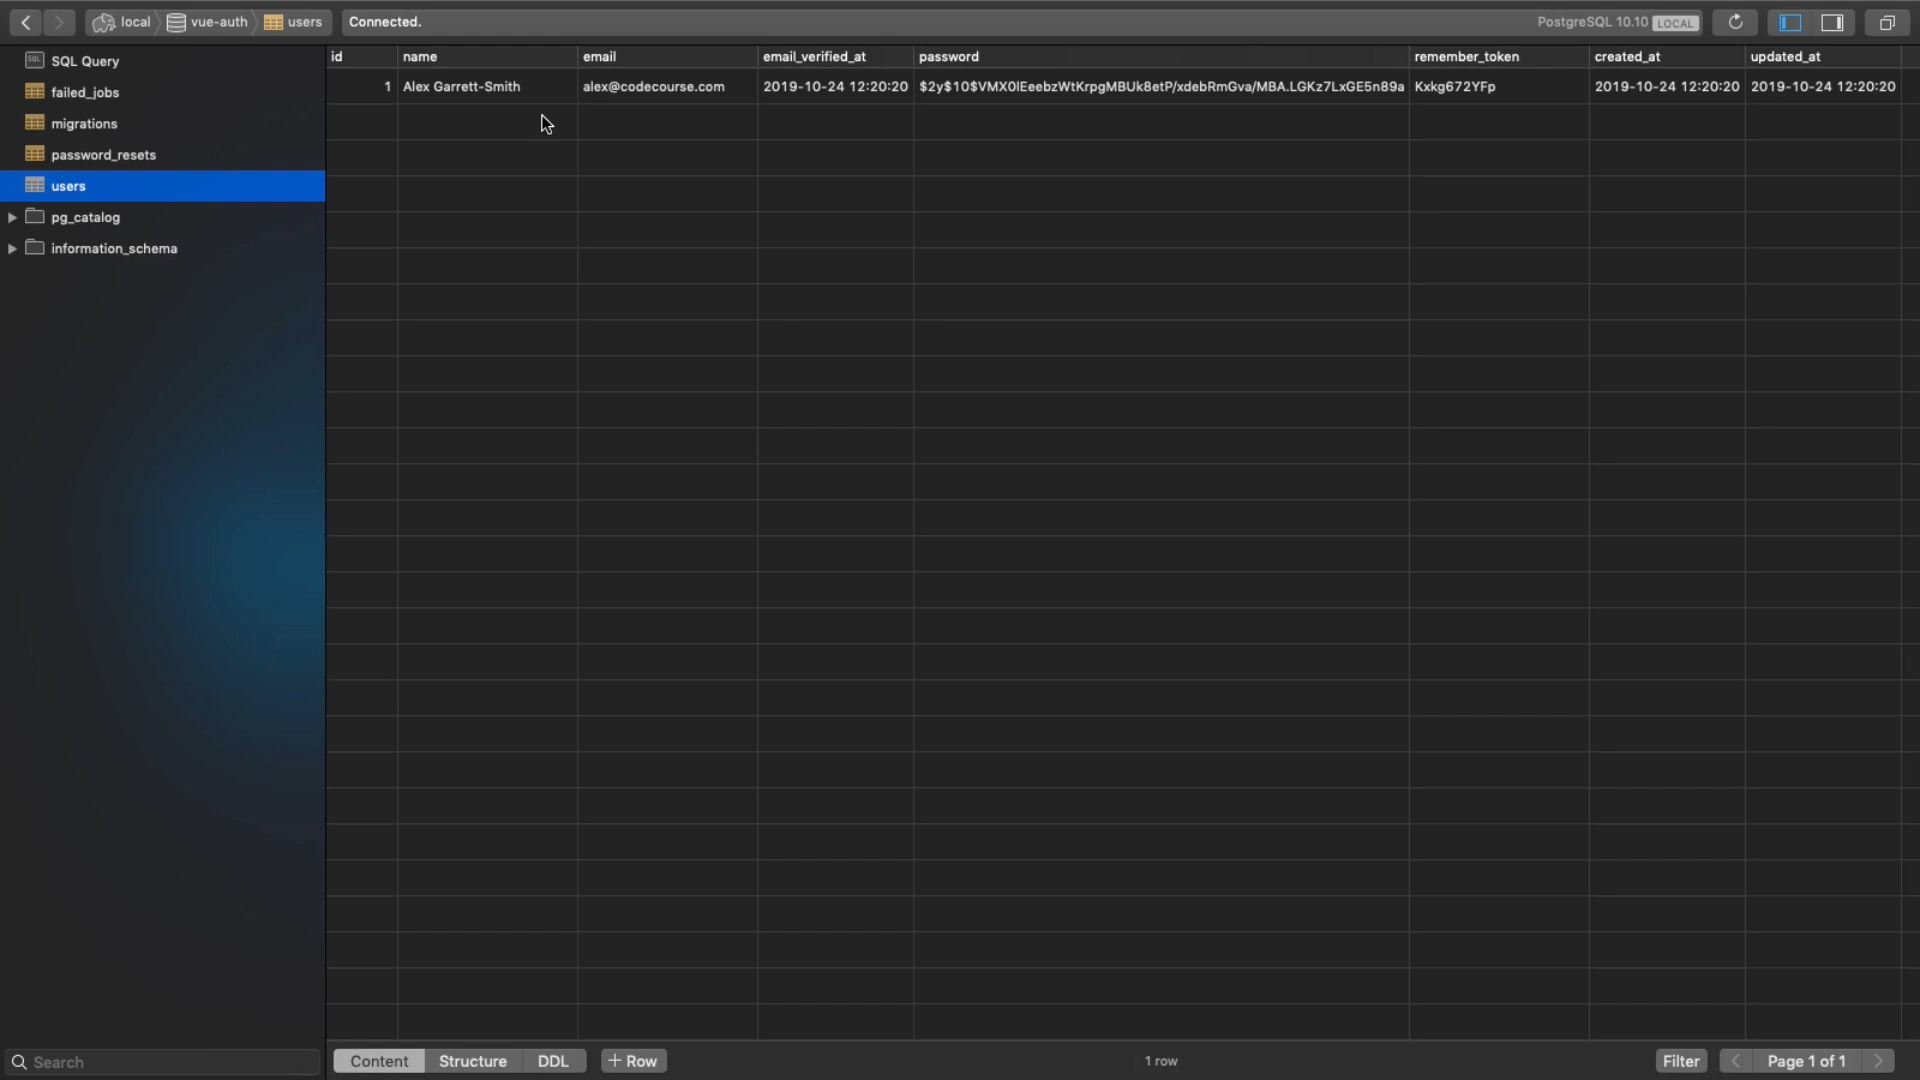 local vue-auth users Connected. PostgreSQL 10.10 LOCAL
SQL Query
failed_jobs
migrations
password_resets
users
pg_catalog
information_schema
id name email email_verified_at password remember_token created_at updated_at
1 Alex Garrett-Smith alex@codecourse.com 2019-10-24 12:20:20 $2y$10$VMX0lEeebzWtKrpgMBUk8etP/xdebRmGva/MBA.LGKz7LxGE5n89a Kxkg672YFp 2019-10-24 12:20:20 2019-10-24 12:20:20
Search Content Structure DDL + Row 1 row Filter Page 1 of 1